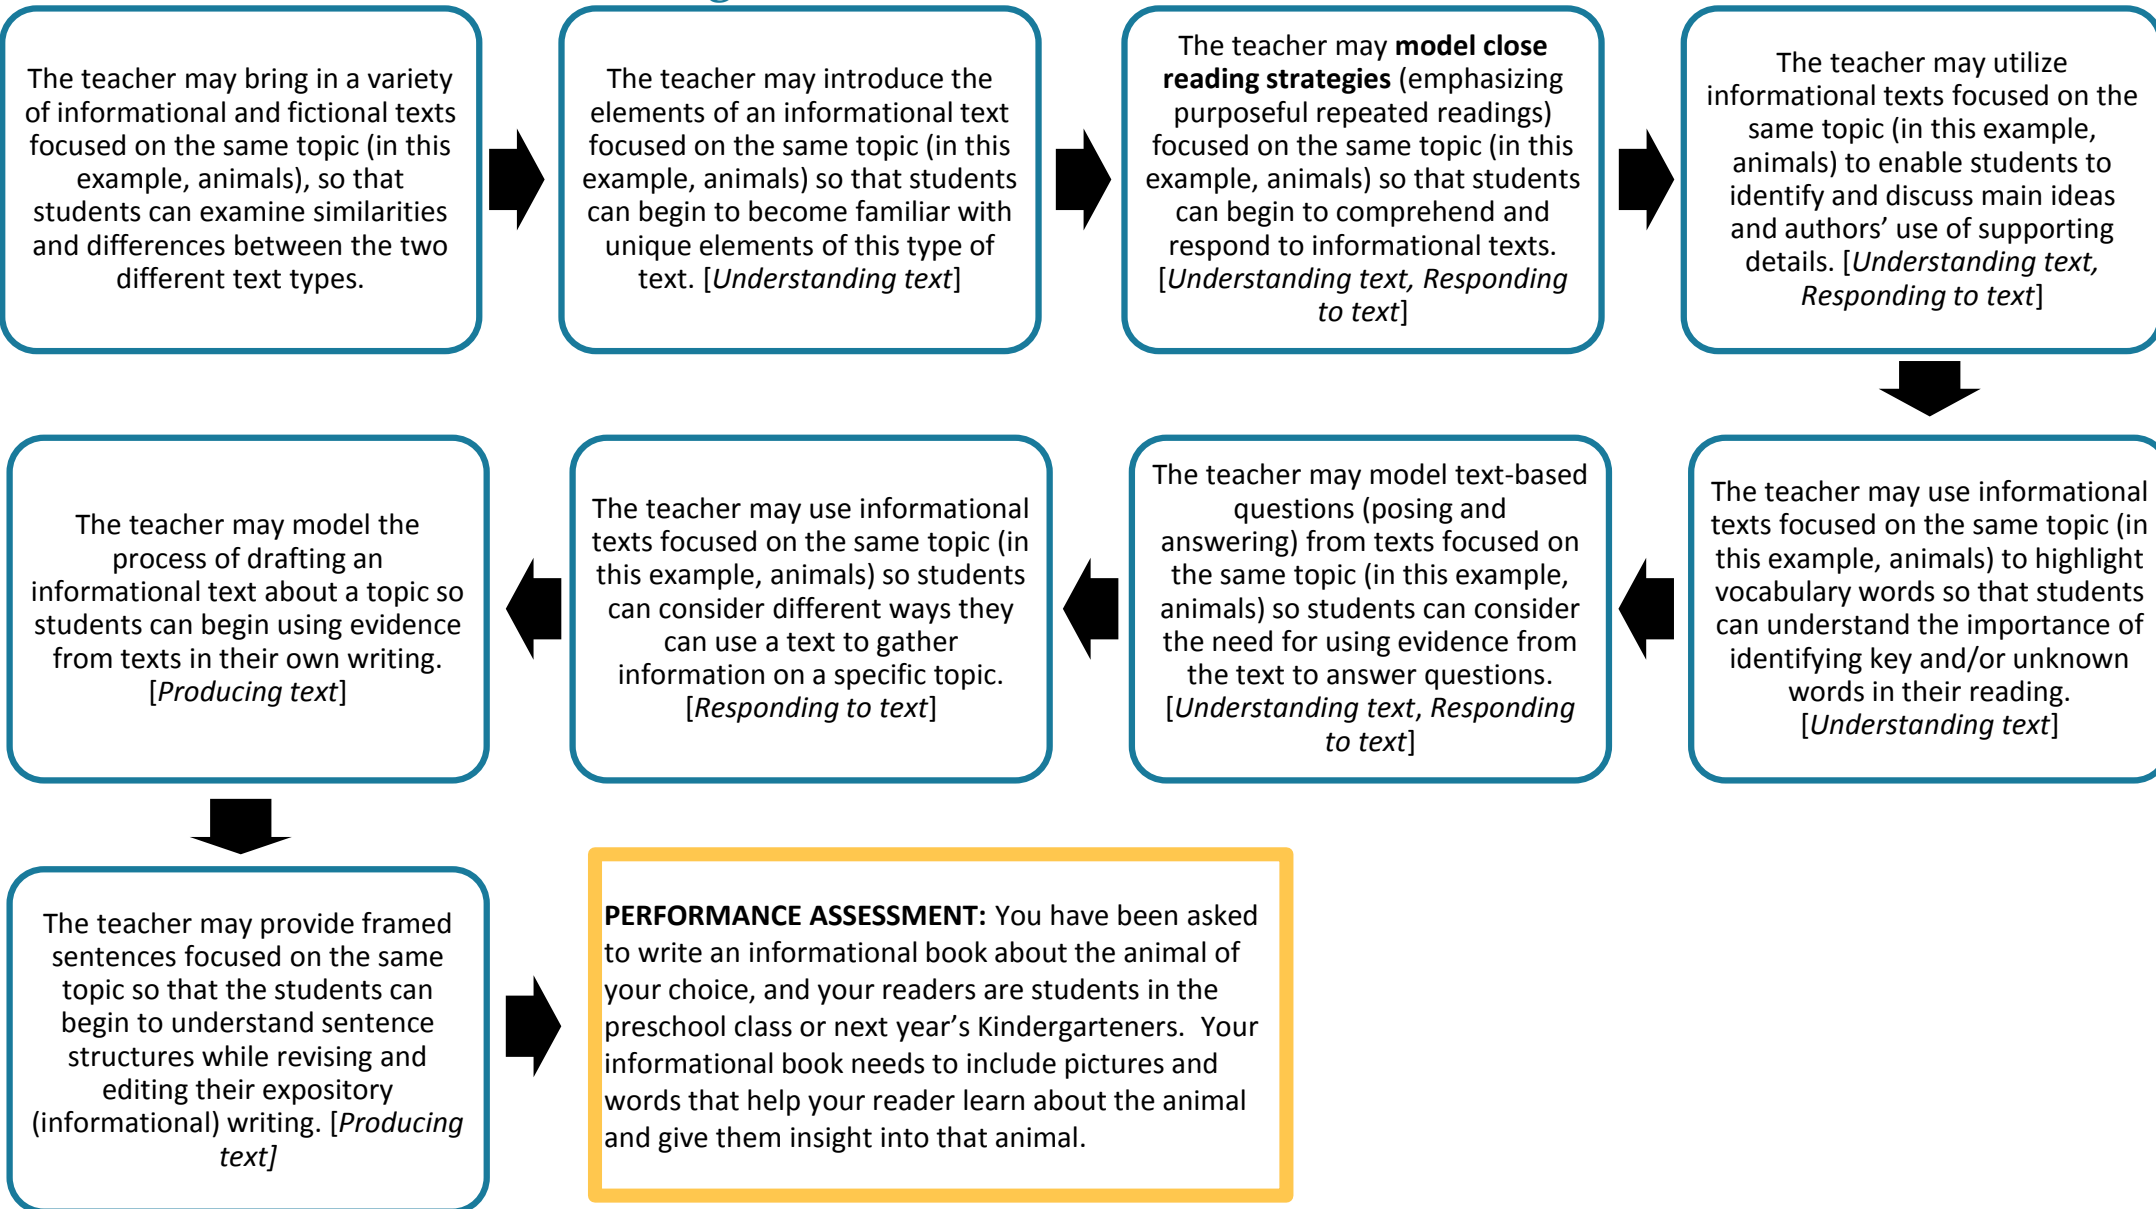 The teacher may bring in a variety
of informational and fictional texts
focused on the same topic (in this
example, animals), so that
students can examine similarities
and differences between the two
different text types.
The teacher may introduce the
elements of an informational text
focused on the same topic (in this
example, animals) so that students
can begin to become familiar with
unique elements of this type of
text. [Understanding text]
The teacher may model close
reading strategies (emphasizing
purposeful repeated readings)
focused on the same topic (in this
example, animals) so that students
can begin to comprehend and
respond to informational texts.
[Understanding text, Responding
to text]
The teacher may utilize
informational texts focused on the
same topic (in this example,
animals) to enable students to
identify and discuss main ideas
and authors’ use of supporting
details. [Understanding text,
Responding to text]
The teacher may use informational
texts focused on the same topic (in
this example, animals) to highlight
vocabulary words so that students
can understand the importance of
identifying key and/or unknown
words in their reading.
[Understanding text]
The teacher may model text-based
questions (posing and
answering) from texts focused on
the same topic (in this example,
animals) so students can consider
the need for using evidence from
the text to answer questions.
[Understanding text, Responding
to text]
The teacher may use informational
texts focused on the same topic (in
this example, animals) so students
can consider different ways they
can use a text to gather
information on a specific topic.
[Responding to text]
The teacher may model the
process of drafting an
informational text about a topic so
students can begin using evidence
from texts in their own writing.
[Producing text]
The teacher may provide framed
sentences focused on the same
topic so that the students can
begin to understand sentence
structures while revising and
editing their expository
(informational) writing. [Producing
text]
PERFORMANCE ASSESSMENT: You have been asked
to write an informational book about the animal of
your choice, and your readers are students in the
preschool class or next year’s Kindergarteners.  Your
informational book needs to include pictures and
words that help your reader learn about the animal
and give them insight into that animal.